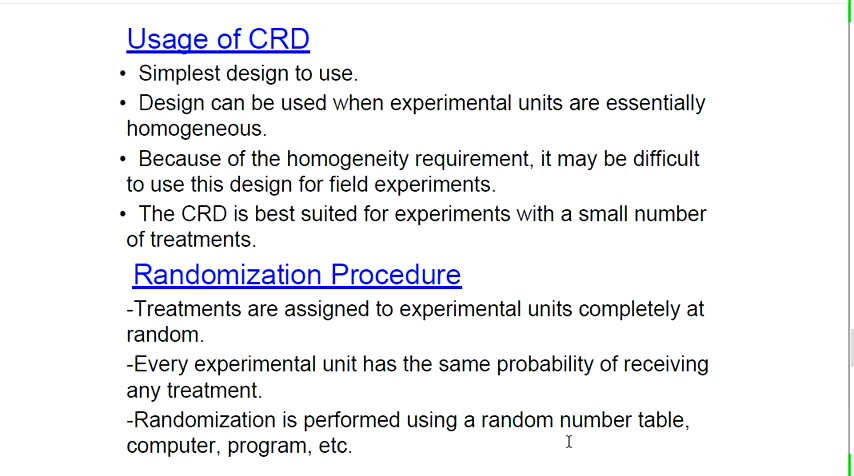 Usage of CRD
• Simplest design to use.
• Design can be used when experimental units are essentially
homogeneous.
• Because of the homogeneity requirement, it may be difficult
to use this design for field experiments.
• The CRD is best suited for experiments with a small number
of treatments.
Randomization Procedure
-Treatments are assigned to experimental units completely at
random.
-Every experimental unit has the same probability of receiving
any treatment.
-Randomization is performed using a random number table,
computer, program, etc.